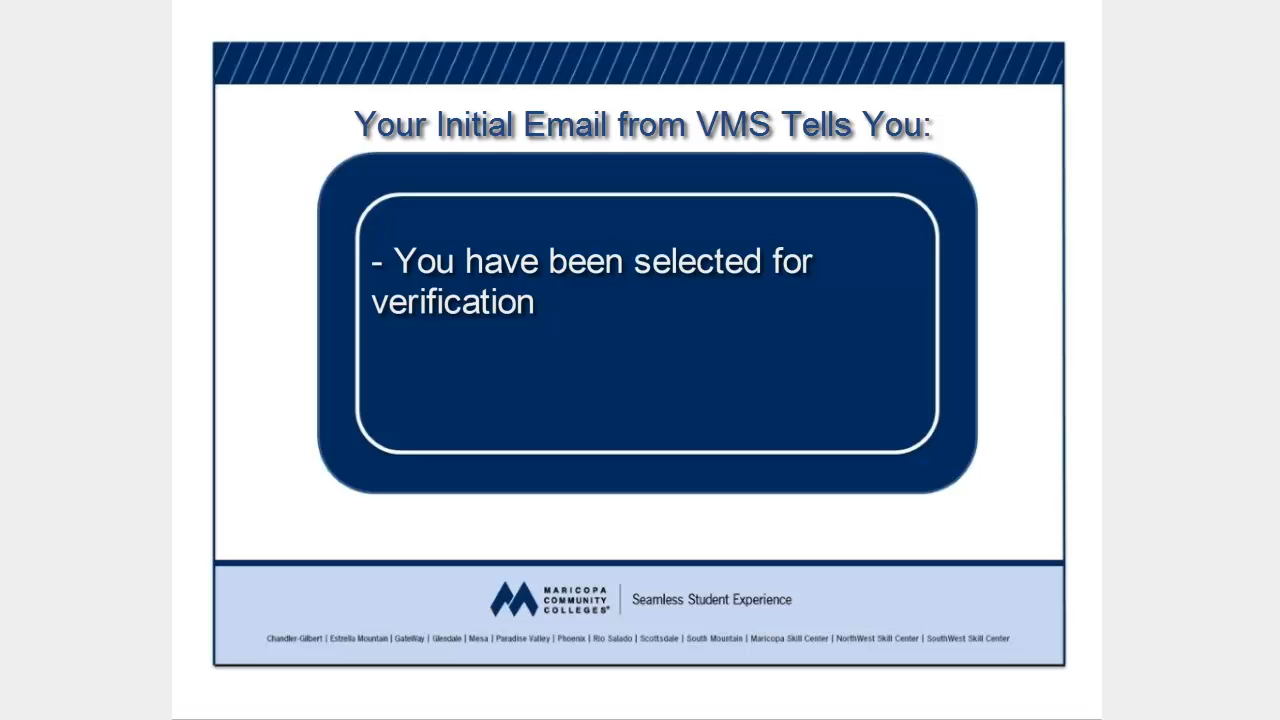 Your Initial Email from VMS Tells You:
- You have been selected for
verification
MARICOPA
COMMUNITY
COLLEGES®
Seamless Student Experience
Chandler-Gilbert | Estrella Mountain | GateWay | Glendale | Mesa | Paradise Valley | Phoenix | Rio Salado | Scottsdale | South Mountain | Maricopa Skill Center | NorthWest Skill Center | SouthWest Skill Center